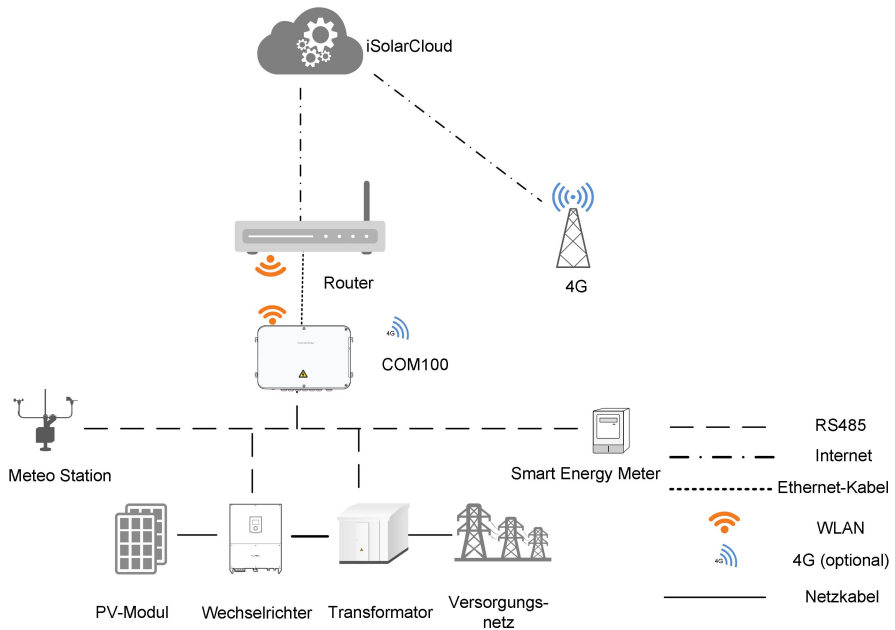 iSolarCloud
Router
4G
4G
COM100
Meteo Station
Smart Energy Meter
RS485
Internet
Ethernet-Kabel
WLAN
4G
4G (optional)
Netzkabel
PV-Modul
Wechselrichter
Transformator
Versorgungs-
netz